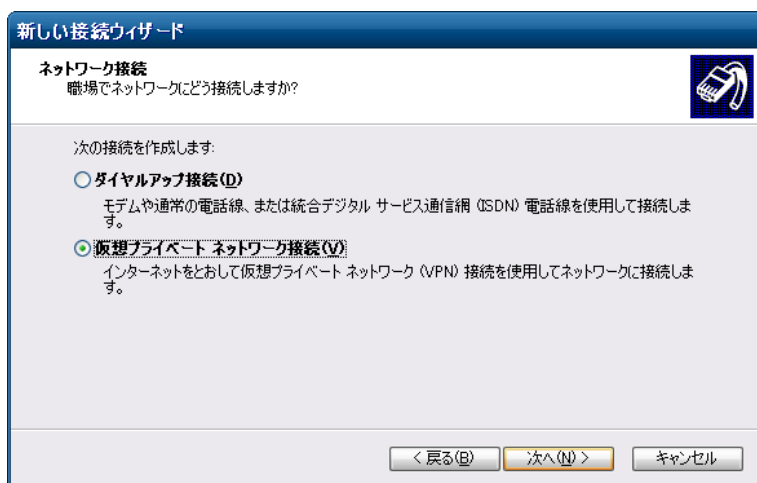 新しい接続ウィザード
ネットワーク接続
職場でネットワークにどう接続しますか?
次の接続を作成します:
ダイヤルアップ接続(D)
モデムや通常の電話線、または統合デジタル サービス通信網 (ISDN) 電話線を使用して接続しま
す。
仮想プライベート ネットワーク接続(V)
インターネットをとおして仮想プライベート ネットワーク (VPN) 接続を使用してネットワークに接続しま
す。
< 戻る(B) 次へ(N) > キャンセル